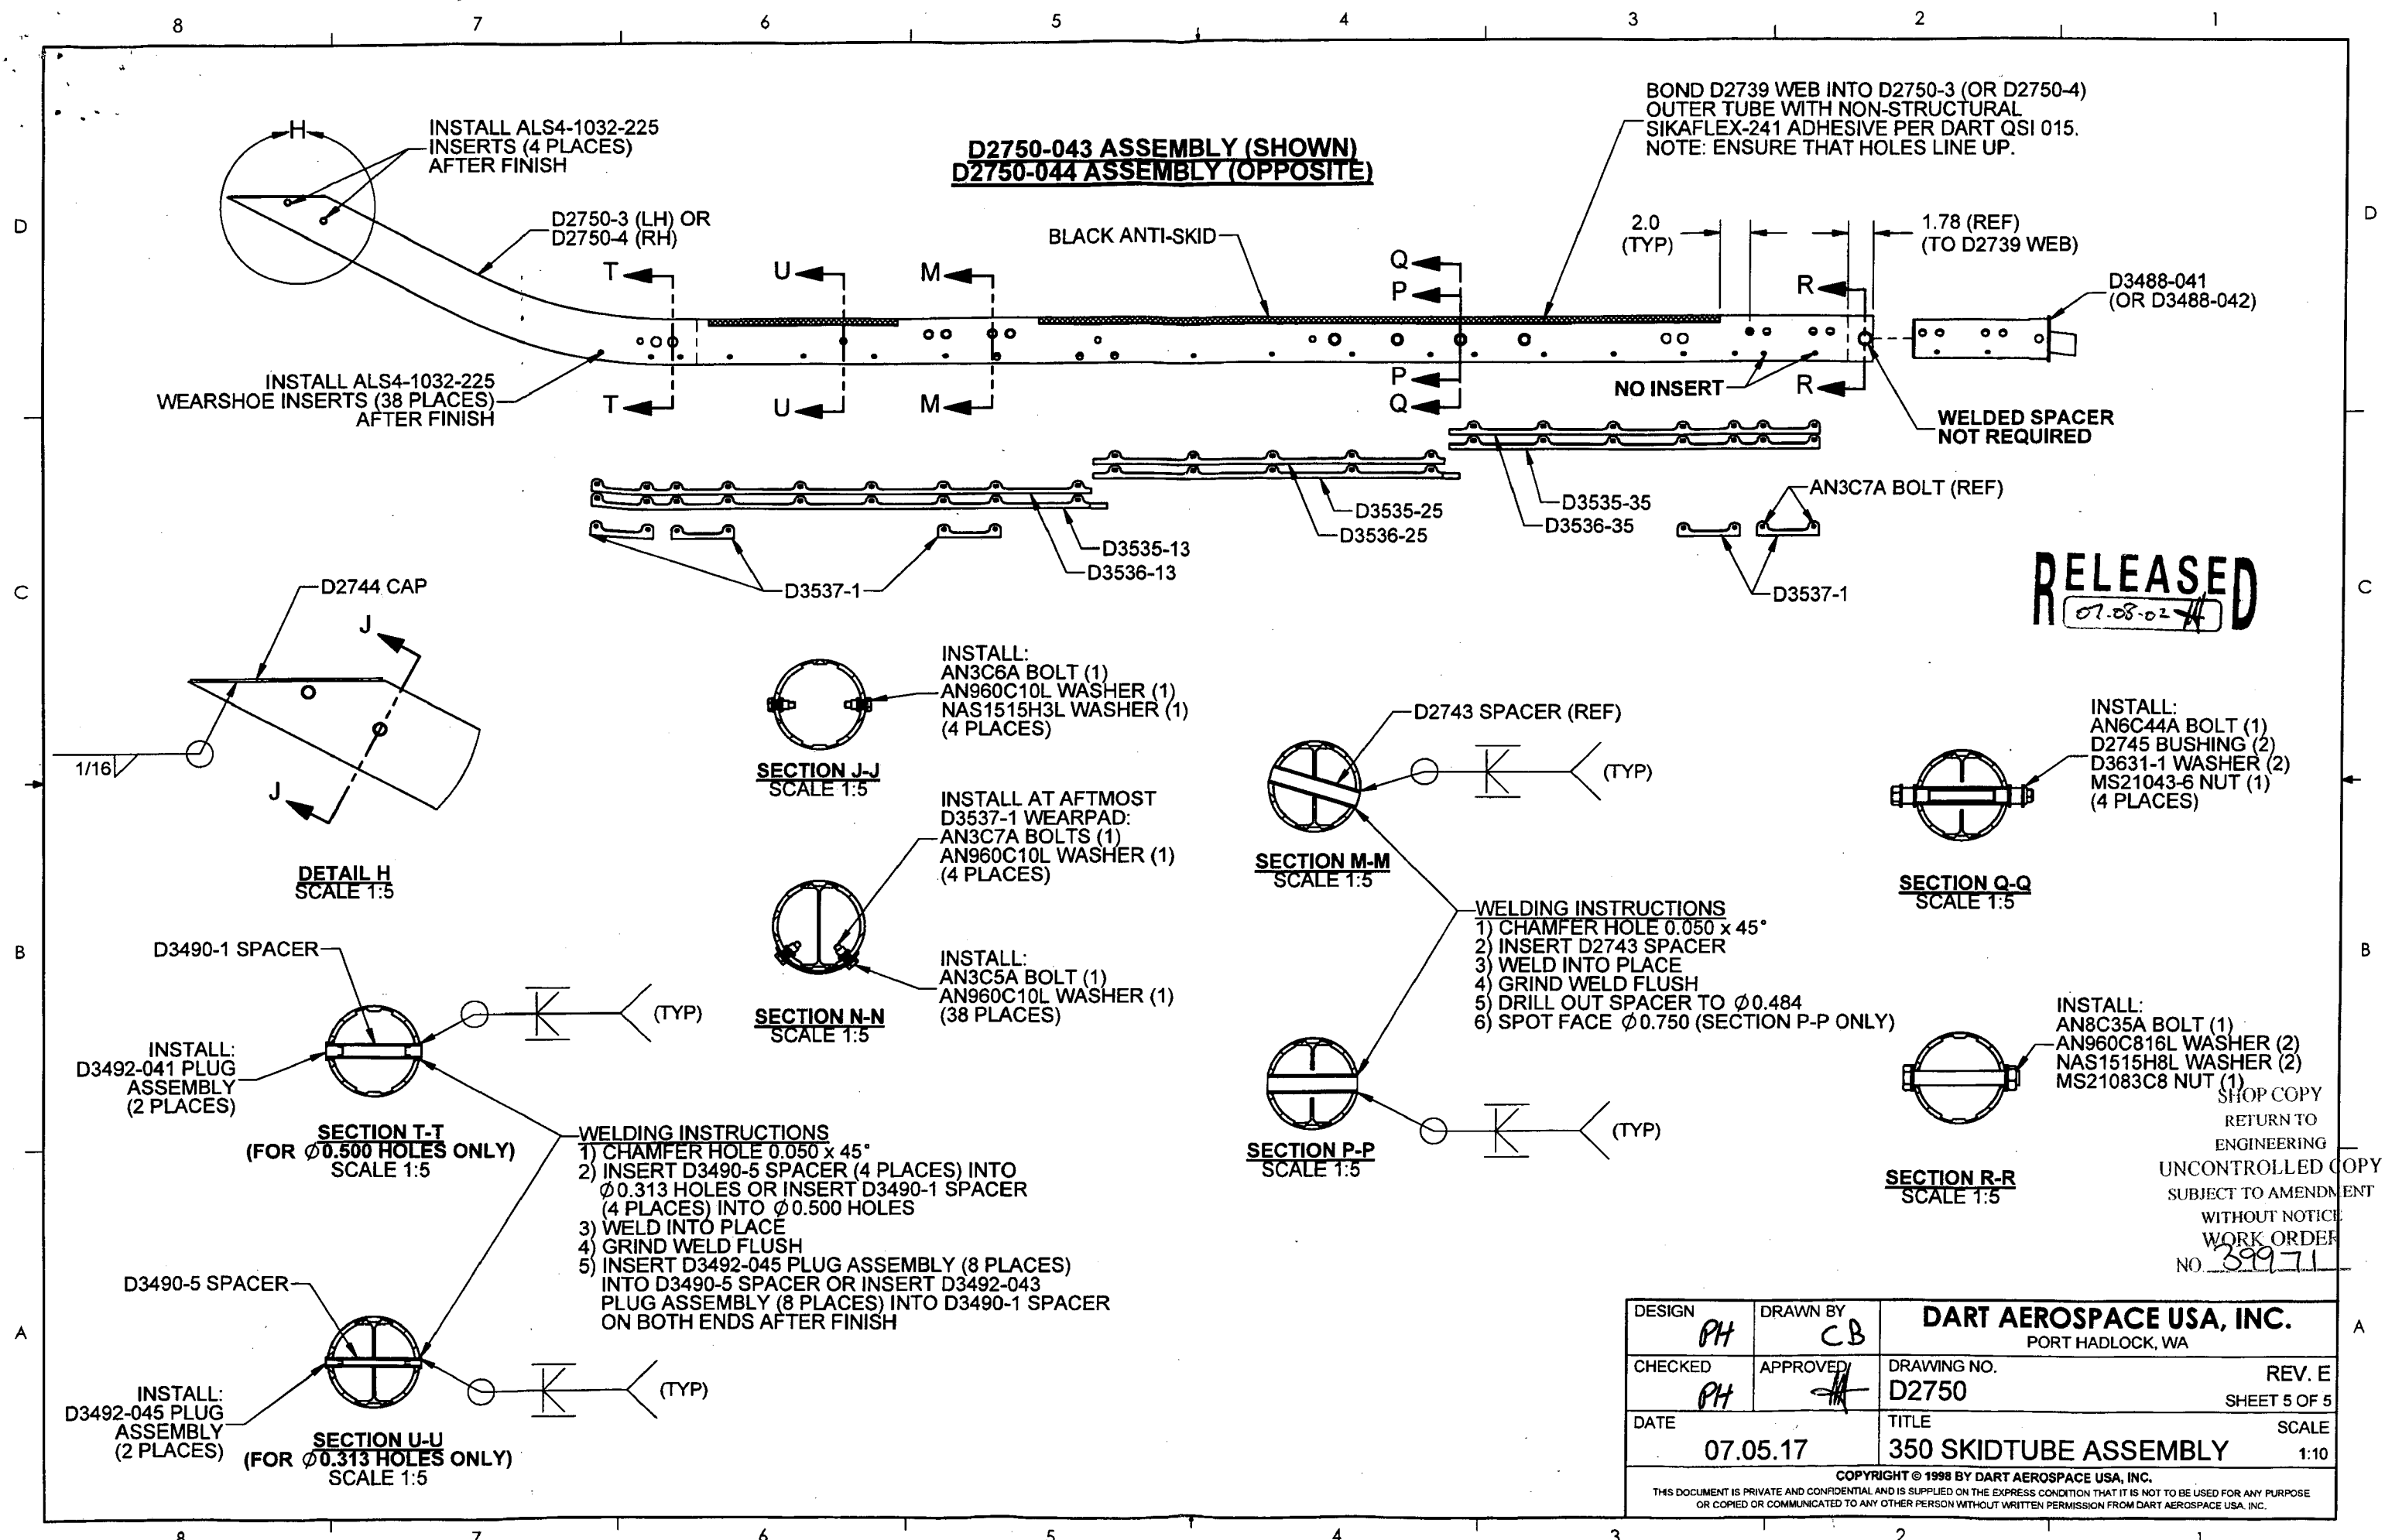 8 7 6 5 4 3 2 1
D
D
C
C
B
B
A
A
H
INSTALL ALS4-1032-225
INSERTS (4 PLACES)
AFTER FINISH
D2750-3 (LH) OR
D2750-4 (RH)
INSTALL ALS4-1032-225
WEARSHOE INSERTS (38 PLACES)
AFTER FINISH
D2750-043 ASSEMBLY (SHOWN)
D2750-044 ASSEMBLY (OPPOSITE)
BLACK ANTI-SKID
BOND D2739 WEB INTO D2750-3 (OR D2750-4)
OUTER TUBE WITH NON-STRUCTURAL
SIKAFLEX-241 ADHESIVE PER DART QSI 015.
NOTE: ENSURE THAT HOLES LINE UP.
2.0
(TYP)
1.78 (REF)
(TO D2739 WEB)
D3488-041
(OR D3488-042)
T U M Q
P
R
T U M P
Q
R
NO INSERT
WELDED SPACER
NOT REQUIRED
D3535-13
D3536-13
D3537-1
D3535-25
D3536-25
D3535-35
D3536-35
AN3C7A BOLT (REF)
D3537-1
RELEASED
07-08-02
D2744 CAP
J
J
1/16
DETAIL H
SCALE 1:5
INSTALL:
AN3C6A BOLT (1)
AN960C10L WASHER (1)
NAS1515H3L WASHER (1)
(4 PLACES)
SECTION J-J
SCALE 1:5
INSTALL AT AFTMOST
D3537-1 WEARPAD:
AN3C7A BOLTS (1)
AN960C10L WASHER (1)
(4 PLACES)
INSTALL:
AN3C5A BOLT (1)
AN960C10L WASHER (1)
(38 PLACES)
SECTION N-N
SCALE 1:5
D2743 SPACER (REF)
(TYP)
SECTION M-M
SCALE 1:5
WELDING INSTRUCTIONS
1) CHAMFER HOLE 0.050 x 45°
2) INSERT D2743 SPACER
3) WELD INTO PLACE
4) GRIND WELD FLUSH
5) DRILL OUT SPACER TO Ø0.484
6) SPOT FACE Ø0.750 (SECTION P-P ONLY)
(TYP)
SECTION P-P
SCALE 1:5
INSTALL:
AN6C44A BOLT (1)
D2745 BUSHING (2)
D3631-1 WASHER (2)
MS21043-6 NUT (1)
(4 PLACES)
SECTION Q-Q
SCALE 1:5
INSTALL:
AN8C35A BOLT (1)
AN960C816L WASHER (2)
NAS1515H8L WASHER (2)
MS21083C8 NUT (1)
SECTION R-R
SCALE 1:5
D3490-1 SPACER
(TYP)
INSTALL:
D3492-041 PLUG
ASSEMBLY
(2 PLACES)
SECTION T-T
(FOR Ø0.500 HOLES ONLY)
SCALE 1:5
WELDING INSTRUCTIONS
1) CHAMFER HOLE 0.050 x 45°
2) INSERT D3490-5 SPACER (4 PLACES) INTO
Ø0.313 HOLES OR INSERT D3490-1 SPACER
(4 PLACES) INTO Ø0.500 HOLES
3) WELD INTO PLACE
4) GRIND WELD FLUSH
5) INSERT D3492-045 PLUG ASSEMBLY (8 PLACES)
INTO D3490-5 SPACER OR INSERT D3492-043
PLUG ASSEMBLY (8 PLACES) INTO D3490-1 SPACER
ON BOTH ENDS AFTER FINISH
D3490-5 SPACER
(TYP)
INSTALL:
D3492-045 PLUG
ASSEMBLY
(2 PLACES)
SECTION U-U
(FOR Ø0.313 HOLES ONLY)
SCALE 1:5
SHOP COPY
RETURN TO
ENGINEERING
UNCONTROLLED COPY
SUBJECT TO AMENDMENT
WITHOUT NOTICE
WORK ORDER
NO. 39971
DESIGN PH
DRAWN BY CB
DART AEROSPACE USA, INC.
PORT HADLOCK, WA
CHECKED PH
APPROVED
DRAWING NO. D2750
REV. E
SHEET 5 OF 5
DATE 07.05.17
TITLE 350 SKIDTUBE ASSEMBLY
SCALE 1:10
COPYRIGHT © 1998 BY DART AEROSPACE USA, INC.
THIS DOCUMENT IS PRIVATE AND CONFIDENTIAL AND IS SUPPLIED ON THE EXPRESS CONDITION THAT IT IS NOT TO BE USED FOR ANY PURPOSE
OR COPIED OR COMMUNICATED TO ANY OTHER PERSON WITHOUT WRITTEN PERMISSION FROM DART AEROSPACE USA, INC.
8 7 6 5 4 3 2 1